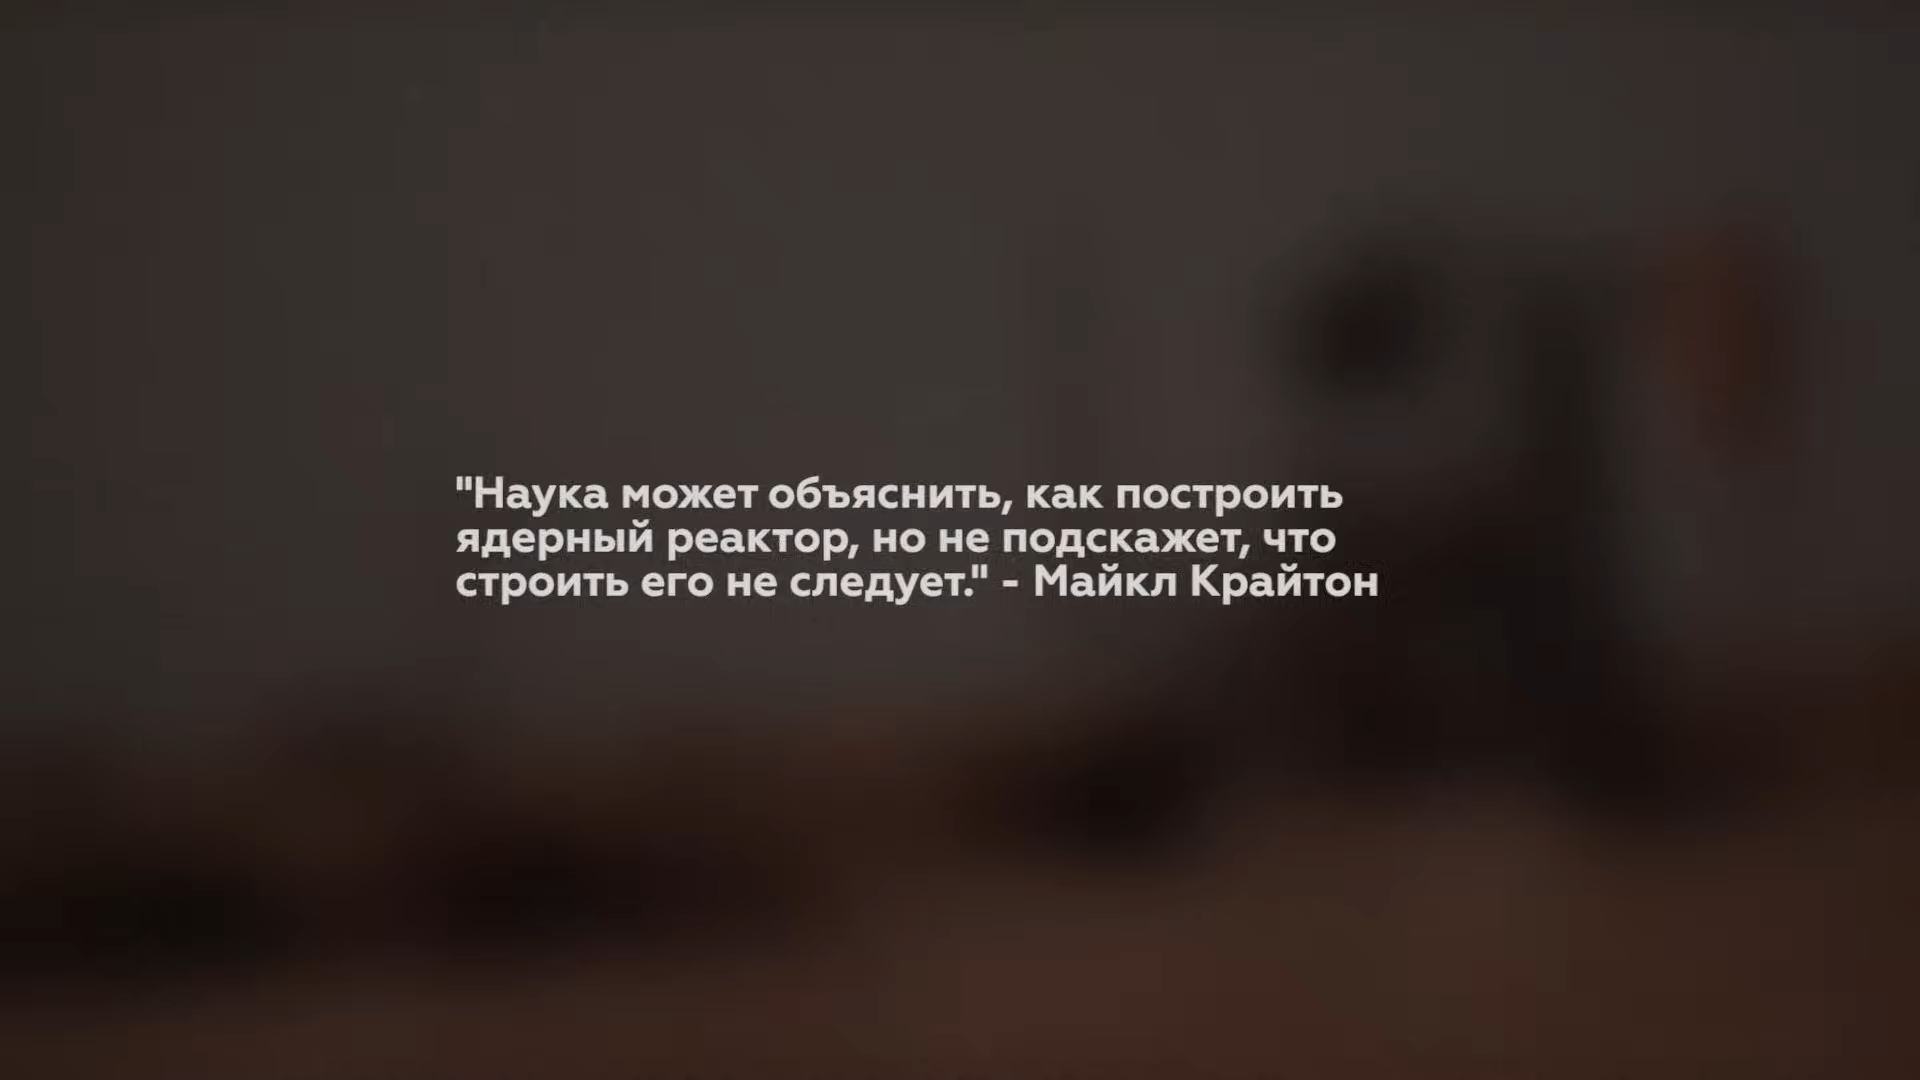 "Наука может объяснить, как построить
ядерный реактор, но не подскажет, что
строить его не следует." - Майкл Крайтон